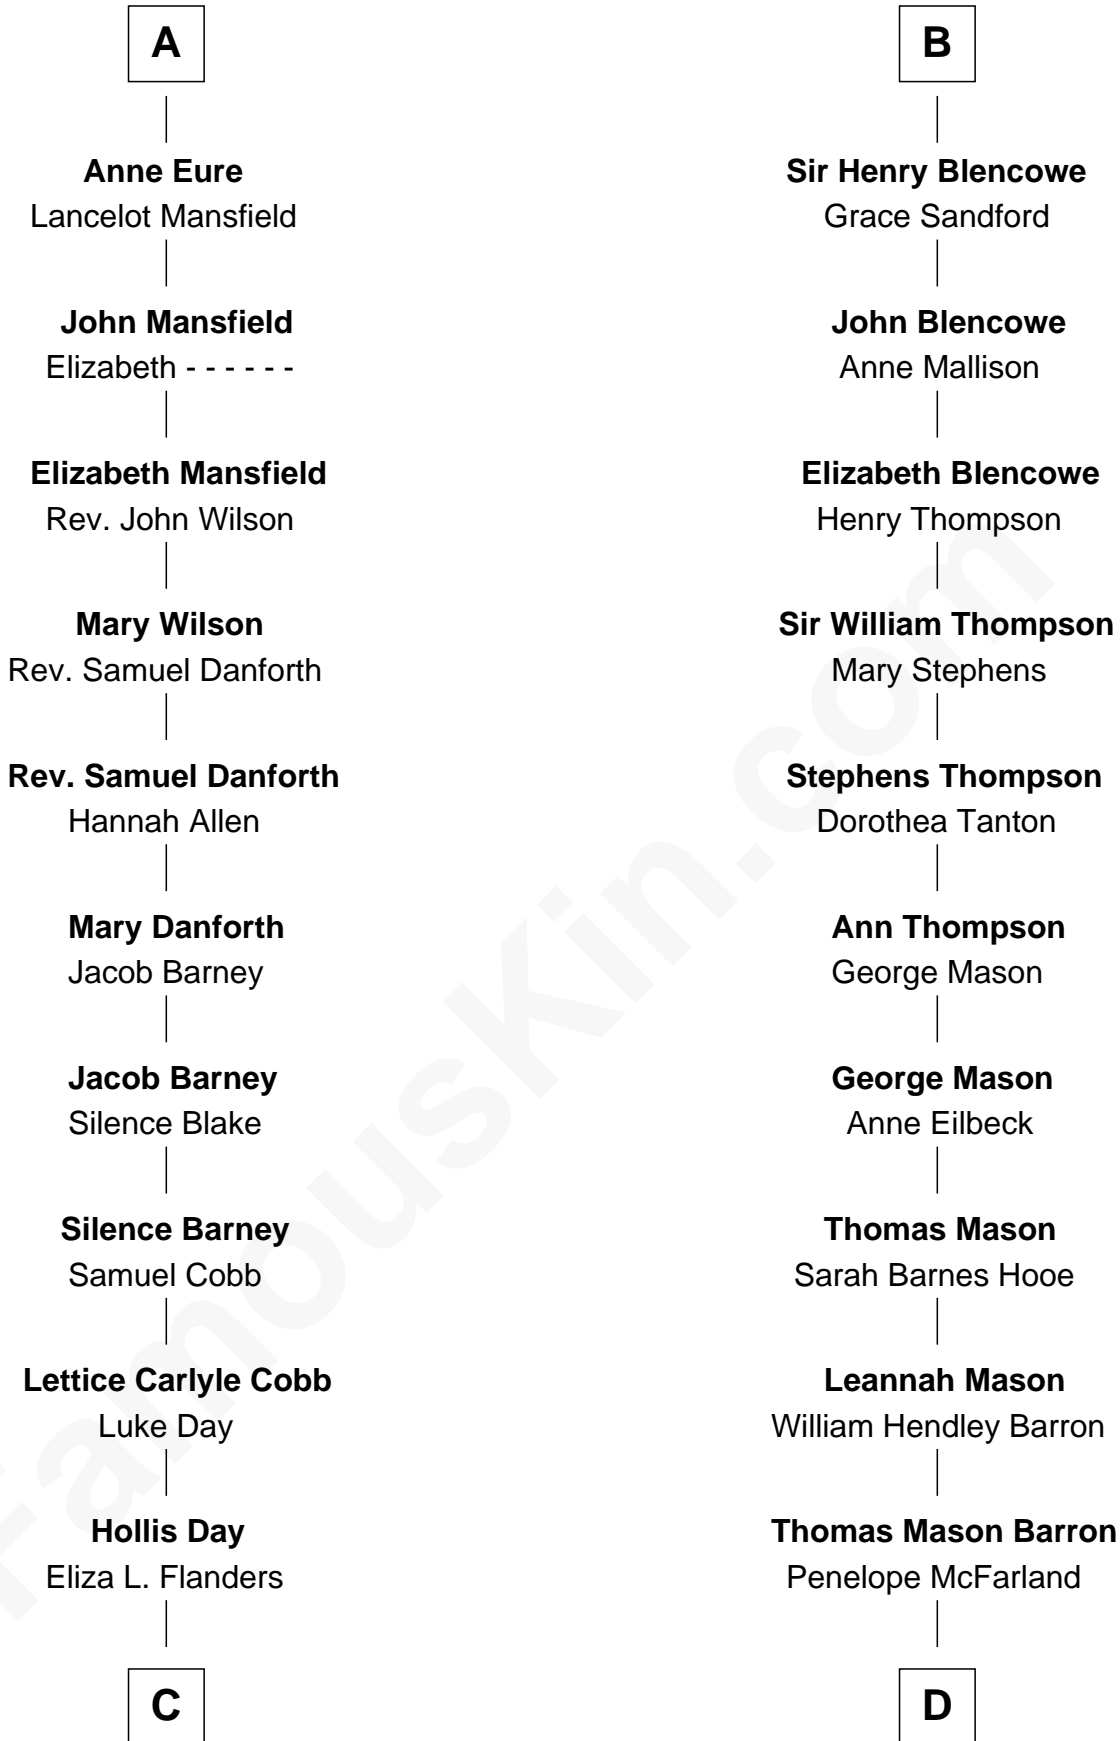 A
Anne Eure
Lancelot Mansfield
John Mansfield
Elizabeth - - - - - -
Elizabeth Mansfield
Rev. John Wilson
Mary Wilson
Rev. Samuel Danforth
Rev. Samuel Danforth
Hannah Allen
Mary Danforth
Jacob Barney
Jacob Barney
Silence Blake
Silence Barney
Samuel Cobb
Lettice Carlyle Cobb
Luke Day
Hollis Day
Eliza L. Flanders
C
B
Sir Henry Blencowe
Grace Sandford
John Blencowe
Anne Mallison
Elizabeth Blencowe
Henry Thompson
Sir William Thompson
Mary Stephens
Stephens Thompson
Dorothea Tanton
Ann Thompson
George Mason
George Mason
Anne Eilbeck
Thomas Mason
Sarah Barnes Hooe
Leannah Mason
William Hendley Barron
Thomas Mason Barron
Penelope McFarland
D
FamousKin.com